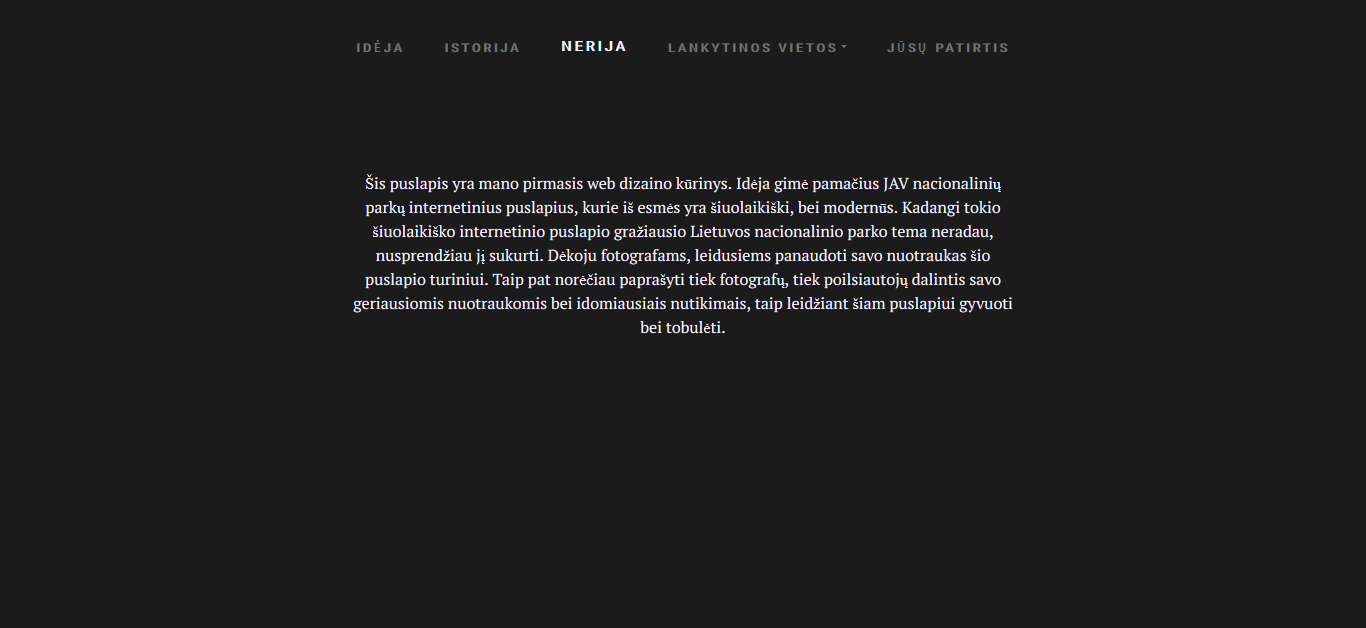 IDĖJA ISTORIJA NERIJA LANKYTINOS VIETOS JŪSŲ PATIRTIS
Šis puslapis yra mano pirmasis web dizaino kūrinys. Idėja gimė pamačius JAV nacionalinių
parkų internetinius puslapius, kurie iš esmės yra šiuolaikiški, bei modernūs. Kadangi tokio
šiuolaikiško internetinio puslapio gražiausio Lietuvos nacionalinio parko tema neradau,
nusprendžiau jį sukurti. Dėkoju fotografams, leidusiems panaudoti savo nuotraukas šio
puslapio turiniui. Taip pat norėčiau paprašyti tiek fotografų, tiek poilsiautojų dalintis savo
geriausiomis nuotraukomis bei idomiausiais nutikimais, taip leidžiant šiam puslapiui gyvuoti
bei tobulėti.